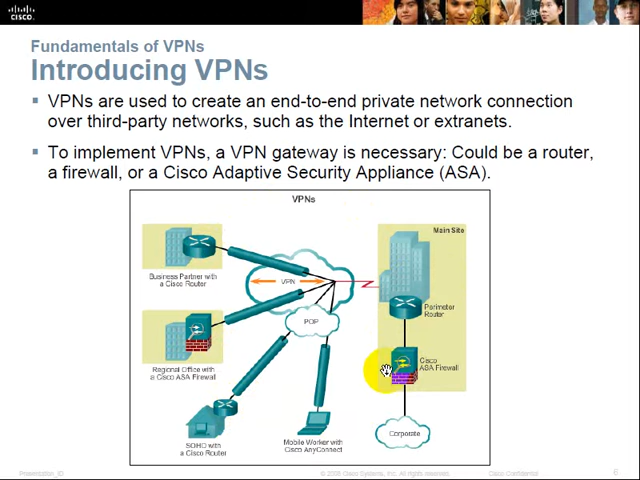 CISCO
Fundamentals of VPNs
Introducing VPNs
VPNs are used to create an end-to-end private network connection
over third-party networks, such as the Internet or extranets.
To implement VPNs, a VPN gateway is necessary: Could be a router,
a firewall, or a Cisco Adaptive Security Appliance (ASA).
VPNs
Main Site
Business Partner with
a Cisco Router
VPN
Perimeter
Router
POP
Regional Office with
a Cisco ASA Firewall
Cisco
ASA Firewall
SOHO with
a Cisco Router
Mobile Worker with
Cisco AnyConnect
Corporate
Presentation_ID
© 2008 Cisco Systems, Inc. All rights reserved.
Cisco Confidential
6